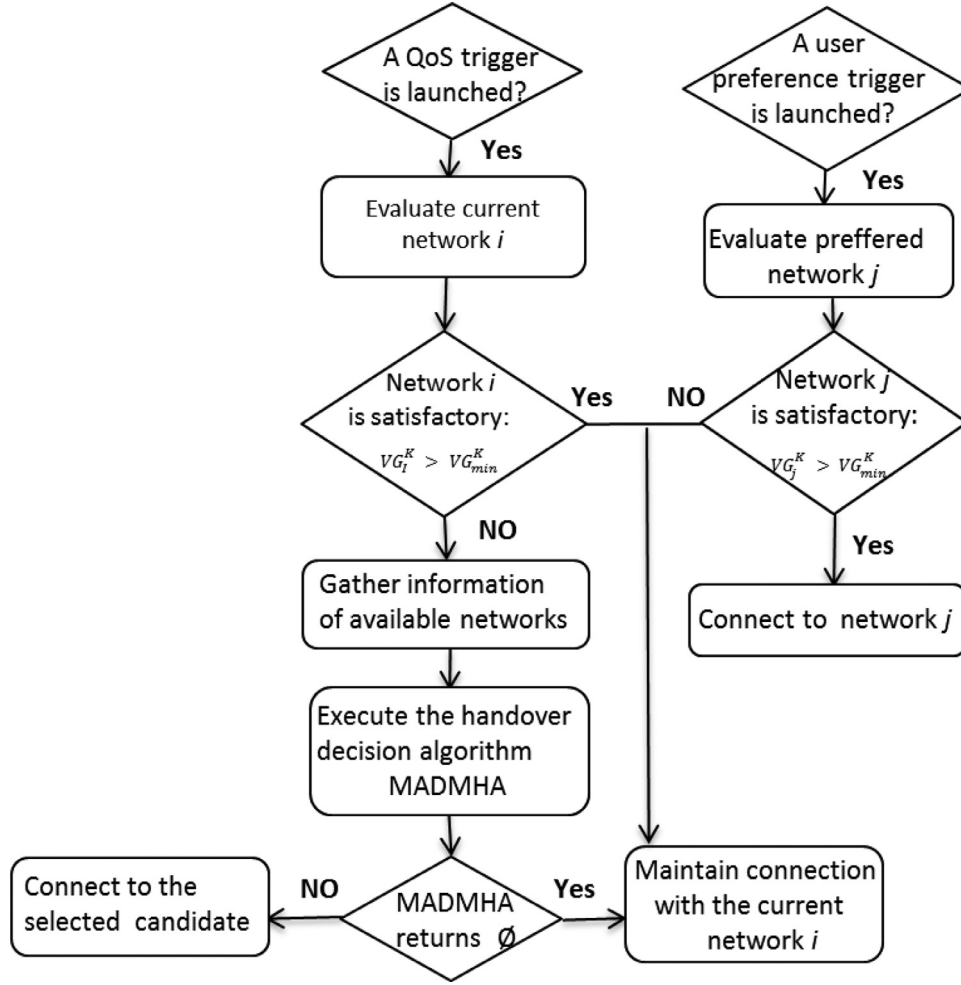 A QoS trigger
is launched?
Yes
Evaluate current
network i
Network i
is satisfactory:
VG_I^K > VG_min^K
Yes
NO
Gather information
of available networks
Execute the handover
decision algorithm
MADMHA
MADMHA
returns Ø
NO
Connect to the
selected candidate
Yes
Maintain connection
with the current
network i
A user
preference trigger
is launched?
Yes
Evaluate preffered
network j
Network j
is satisfactory:
VG_j^K > VG_min^K
NO
Yes
Connect to network j